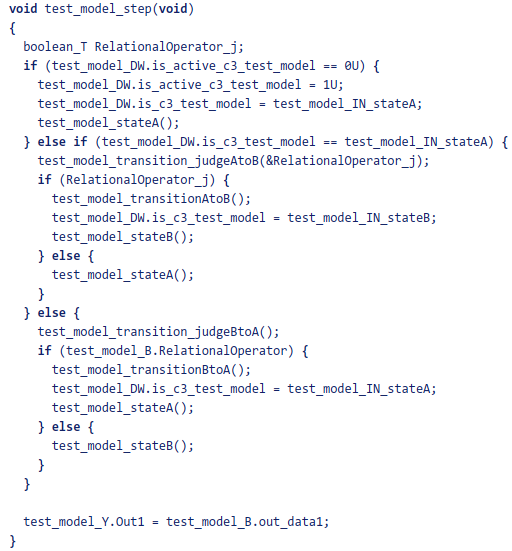 void test_model_step(void)
{
  boolean_T RelationalOperator_j;
  if (test_model_DW.is_active_c3_test_model == 0U) {
    test_model_DW.is_active_c3_test_model = 1U;
    test_model_DW.is_c3_test_model = test_model_IN_stateA;
    test_model_stateA();
  } else if (test_model_DW.is_c3_test_model == test_model_IN_stateA) {
    test_model_transition_judgeAtoB(&RelationalOperator_j);
    if (RelationalOperator_j) {
      test_model_transitionAtoB();
      test_model_DW.is_c3_test_model = test_model_IN_stateB;
      test_model_stateB();
    } else {
      test_model_stateA();
    }
  } else {
    test_model_transition_judgeBtoA();
    if (test_model_B.RelationalOperator) {
      test_model_transitionBtoA();
      test_model_DW.is_c3_test_model = test_model_IN_stateA;
      test_model_stateA();
    } else {
      test_model_stateB();
    }
  }

  test_model_Y.Out1 = test_model_B.out_data1;
}